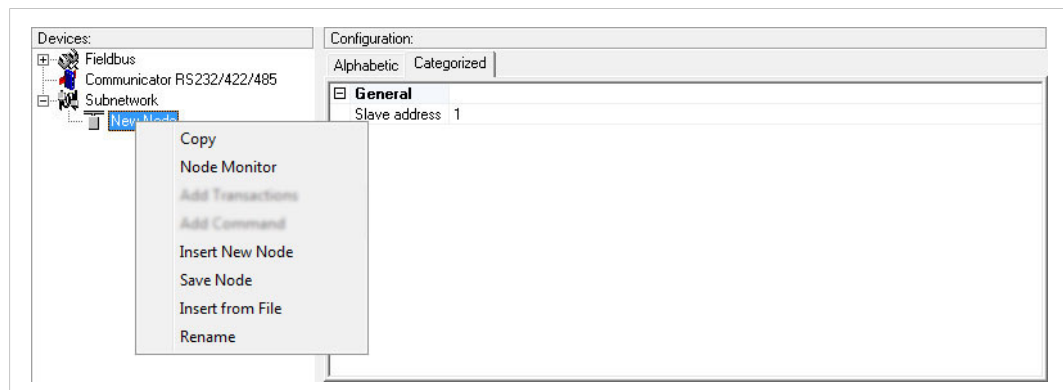 Devices:
Configuration:
Fieldbus
Communicator RS232/422/485
Subnetwork
New Node
Alphabetic Categorized
General
Slave address 1
Copy
Node Monitor
Add Transactions
Add Command
Insert New Node
Save Node
Insert from File
Rename